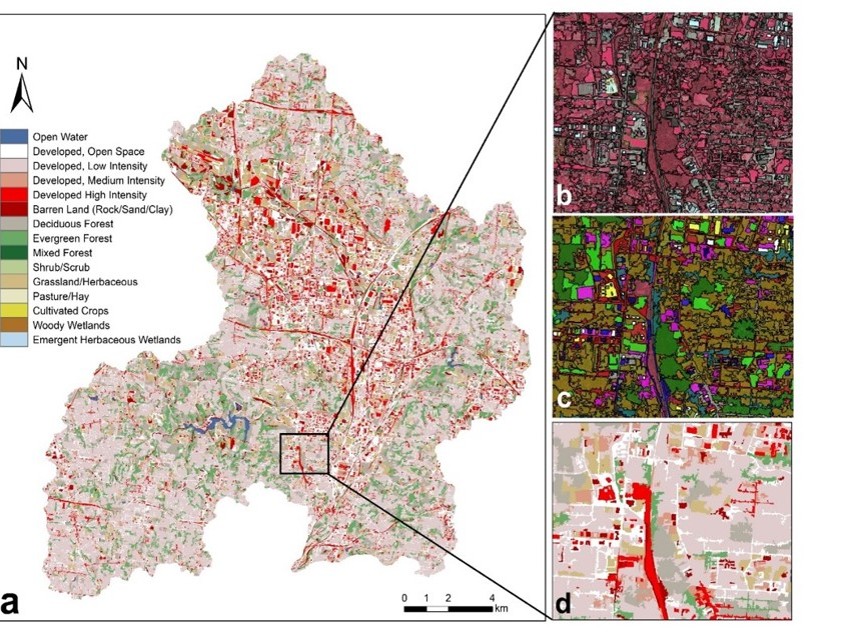 N
Open Water
Developed, Open Space
Developed, Low Intensity
Developed, Medium Intensity
Developed High Intensity
Barren Land (Rock/Sand/Clay)
Deciduous Forest
Evergreen Forest
Mixed Forest
Shrub/Scrub
Grassland/Herbaceous
Pasture/Hay
Cultivated Crops
Woody Wetlands
Emergent Herbaceous Wetlands
a
0 1 2 4
km
b
c
d